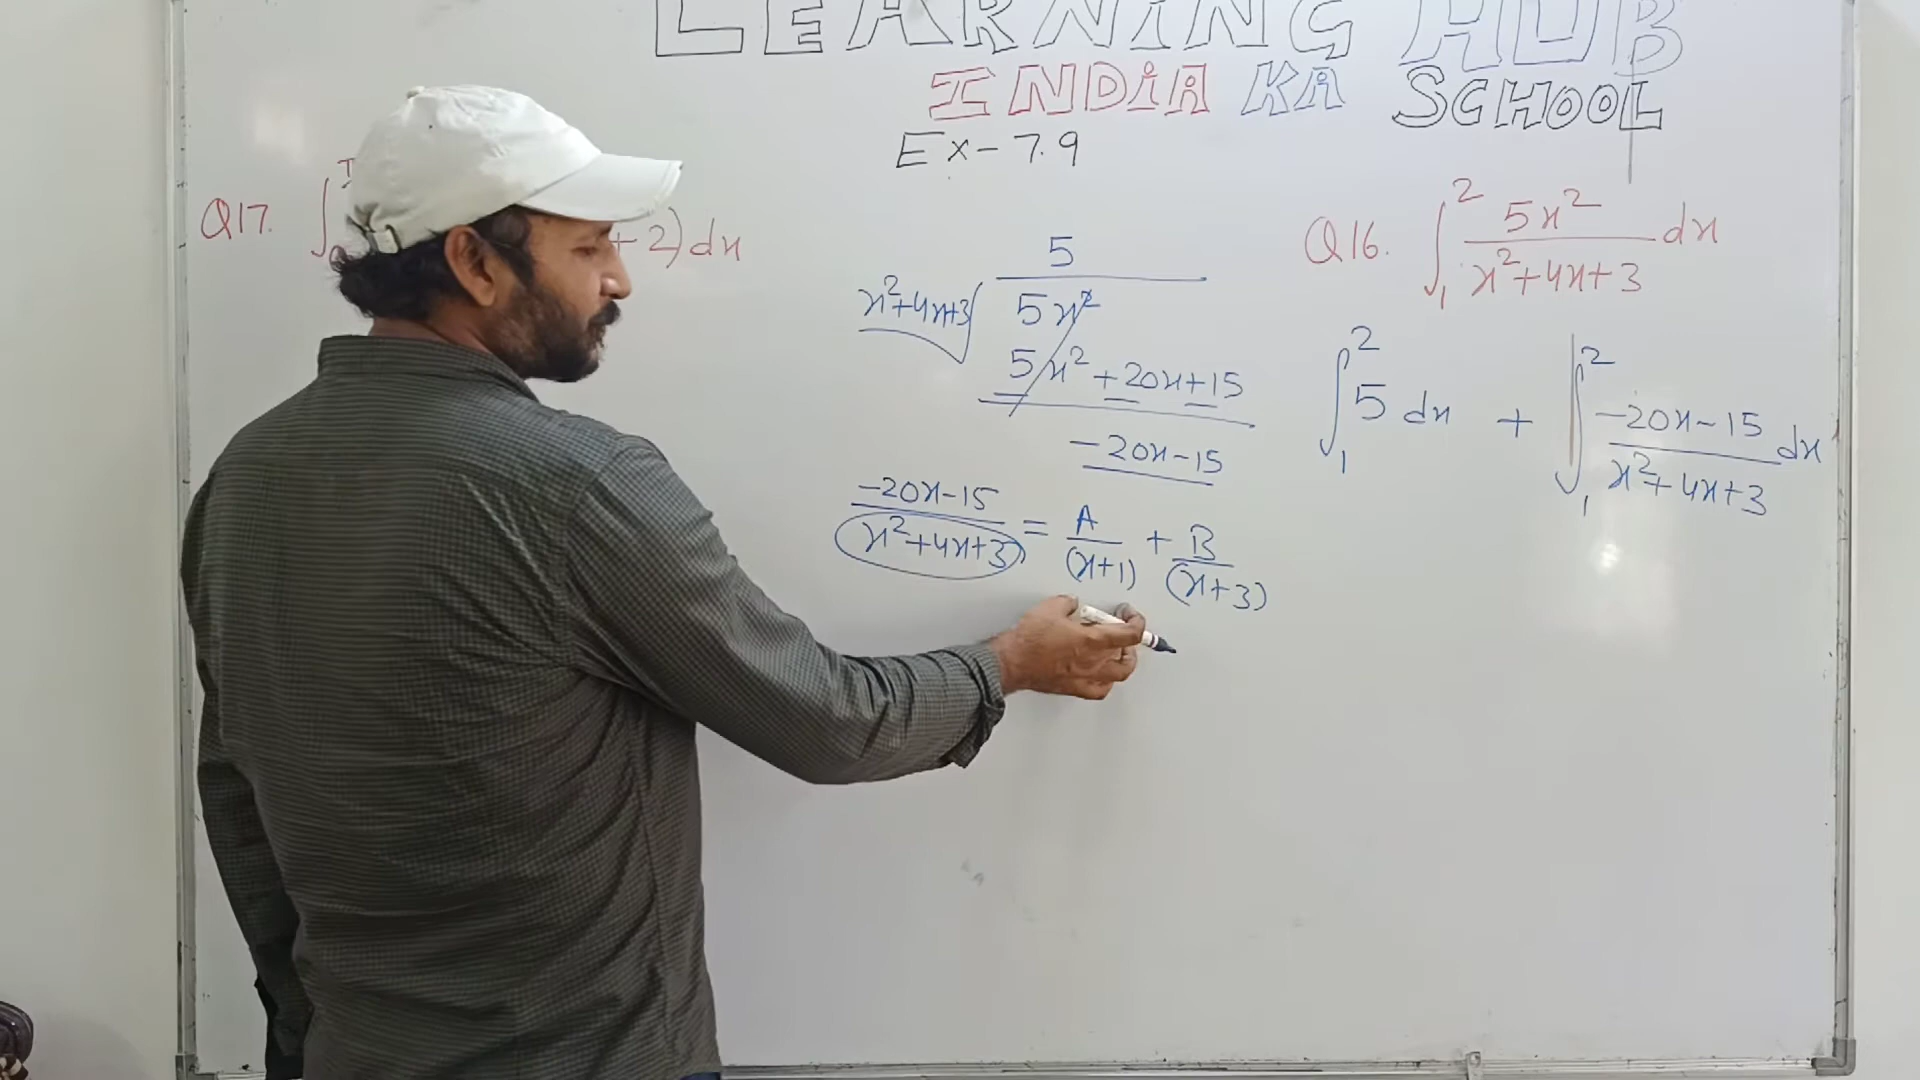 LEARNING HUB
INDIA KA SCHOOL
Ex-7.9
Q17. ∫ + 2) dx
5
x²+4x+3 5x²
5x²+20x+15
-20x-15
-20x-15 / x²+4x+3 = A / (x+1) + B / (x+3)
Q16. ∫₁² 5x² / x²+4x+3 dx
∫₁² 5 dx + ∫₁² -20x-15 / x²+4x+3 dx